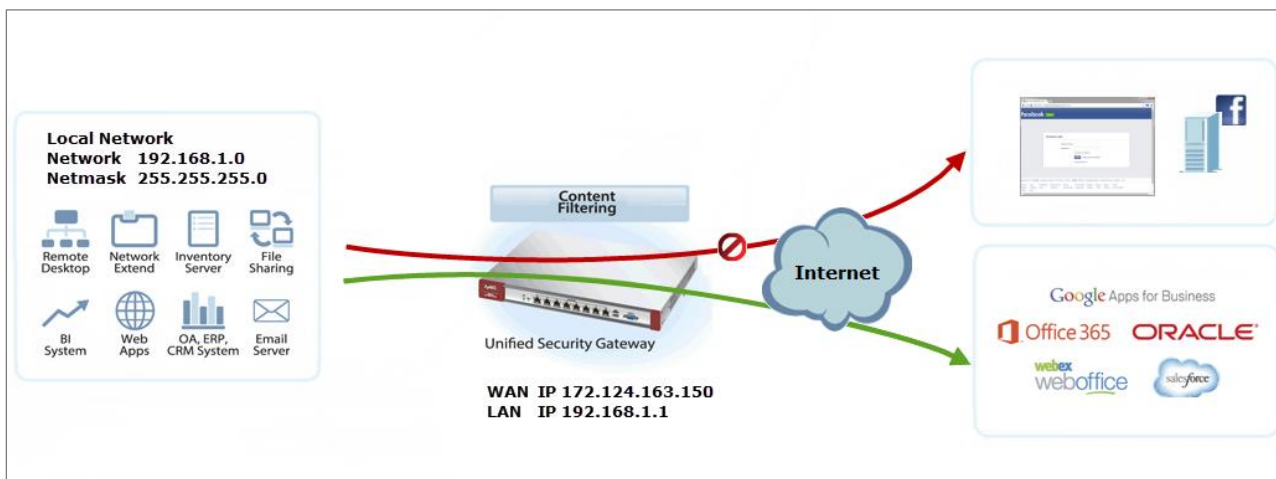 Local Network
Network 192.168.1.0
Netmask 255.255.255.0
Remote
Desktop
Network
Extend
Inventory
Server
File
Sharing
BI
System
Web
Apps
OA, ERP,
CRM System
Email
Server
Content
Filtering
ZyXEL
Unified Security Gateway
WAN IP 172.124.163.150
LAN IP 192.168.1.1
Internet
facebook
f
Google Apps for Business
Office 365
ORACLE
webex
weboffice
salesforce